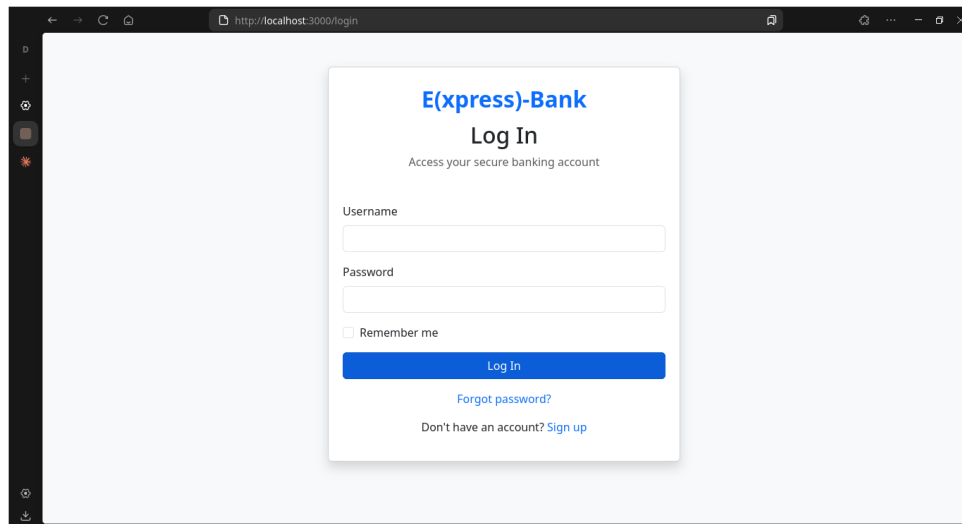 http://localhost:3000/login
D
E(xpress)-Bank
Log In
Access your secure banking account
Username
Password
Remember me
Log In
Forgot password?
Don't have an account? Sign up